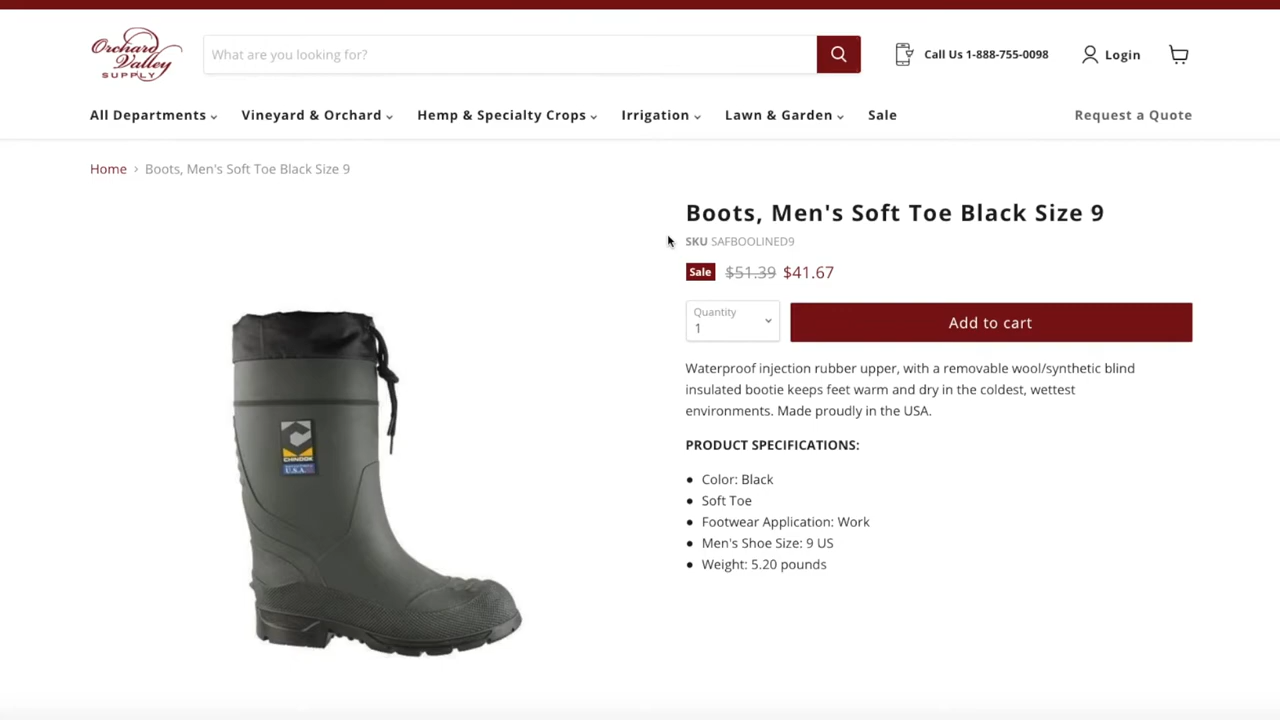 Orchard
Valley
SUPPLY
What are you looking for?
Call Us 1-888-755-0098
Login
All Departments
Vineyard & Orchard
Hemp & Specialty Crops
Irrigation
Lawn & Garden
Sale
Request a Quote
Home › Boots, Men's Soft Toe Black Size 9
Boots, Men's Soft Toe Black Size 9
SKU SAFBOOLINED9
Sale $51.39 $41.67
Quantity
1
Add to cart
Waterproof injection rubber upper, with a removable wool/synthetic blind
insulated bootie keeps feet warm and dry in the coldest, wettest
environments. Made proudly in the USA.
PRODUCT SPECIFICATIONS:
● Color: Black
● Soft Toe
● Footwear Application: Work
● Men's Shoe Size: 9 US
● Weight: 5.20 pounds
CHINOOK
U.S.A.